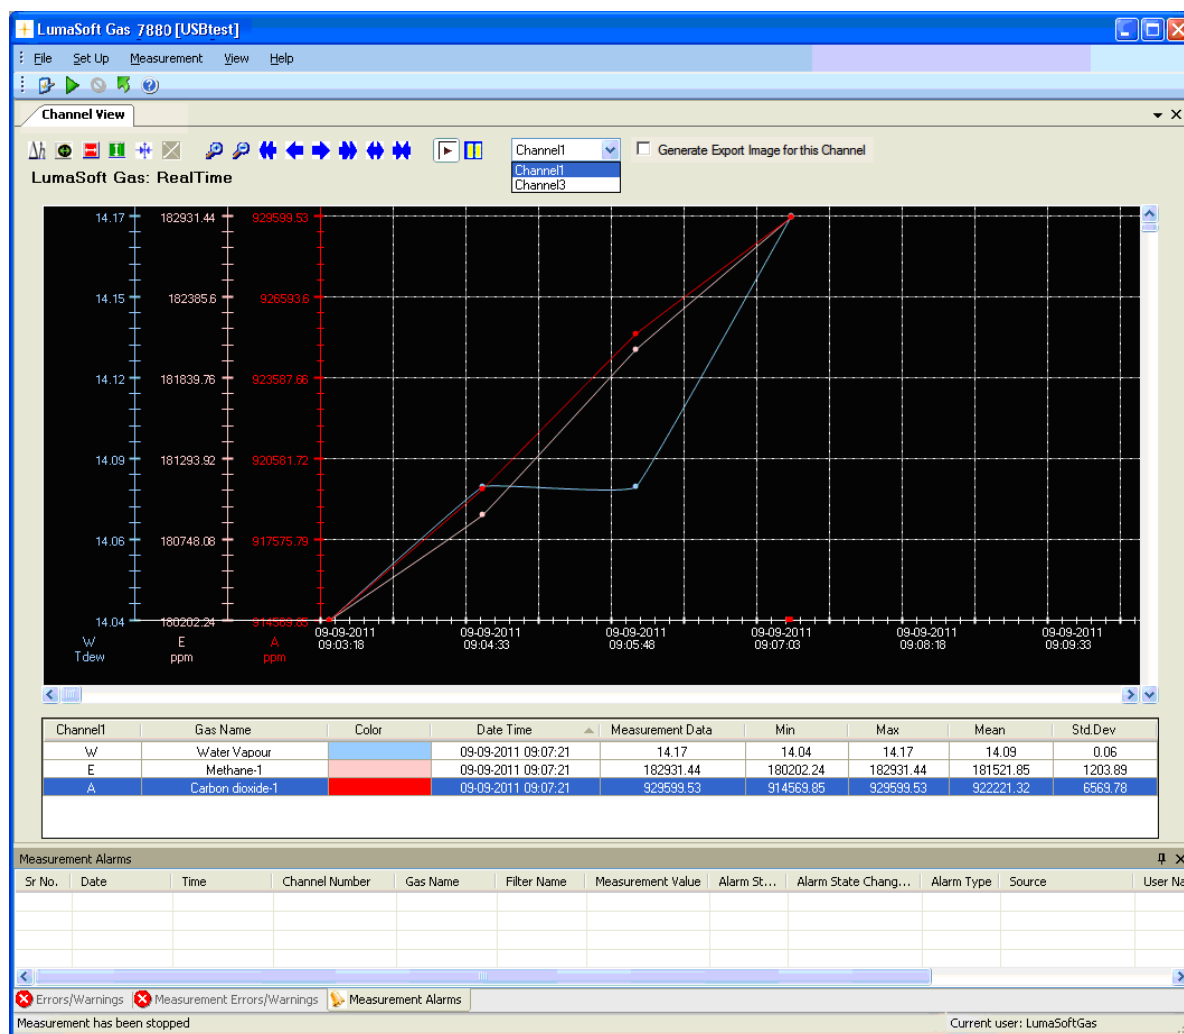 LumaSoft Gas 7880 [USBtest]
File Set Up Measurement View Help
Channel View
Channel1 Generate Export Image for this Channel
Channel1
Channel3
LumaSoft Gas: RealTime
14.17 182931.44 929599.53
14.15 182385.6 926593.6
14.12 181839.76 923587.66
14.09 181293.92 920581.72
14.06 180748.08 917575.79
14.04 180202.24 914569.85
09-09-2011 09-09-2011 09-09-2011 09-09-2011 09-09-2011 09-09-2011
09:03:18 09:04:33 09:05:48 09:07:03 09:08:18 09:09:33
W E A
Tdew ppm ppm
Channel1 Gas Name Color Date Time Measurement Data Min Max Mean Std.Dev
W Water Vapour 09-09-2011 09:07:21 14.17 14.04 14.17 14.09 0.06
E Methane-1 09-09-2011 09:07:21 182931.44 180202.24 182931.44 181521.85 1203.89
A Carbon dioxide-1 09-09-2011 09:07:21 929599.53 914569.85 929599.53 922221.32 6569.78
Measurement Alarms
Sr No. Date Time Channel Number Gas Name Filter Name Measurement Value Alarm St... Alarm State Chang... Alarm Type Source User Na
Errors/Warnings Measurement Errors/Warnings Measurement Alarms
Measurement has been stopped Current user: LumaSoftGas